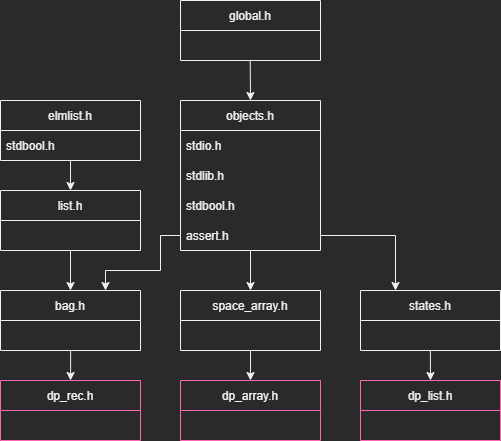 global.h
elmlist.h
stdbool.h
objects.h
stdio.h
stdlib.h
stdbool.h
assert.h
list.h
bag.h
space_array.h
states.h
dp_rec.h
dp_array.h
dp_list.h